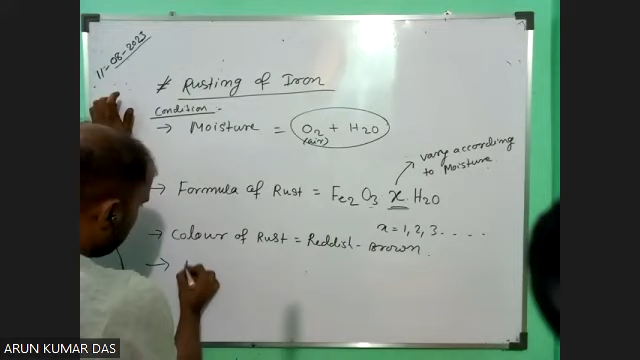 11-08-2023
# Rusting of Iron
Condition -
→ Moisture = O2 + H2O
(air)
vary according
to Moisture.
→ Formula of Rust = Fe2O3 x.H2O
x = 1, 2, 3 . . . . .
→ Colour of Rust = Reddish - Brown.
→
ARUN KUMAR DAS